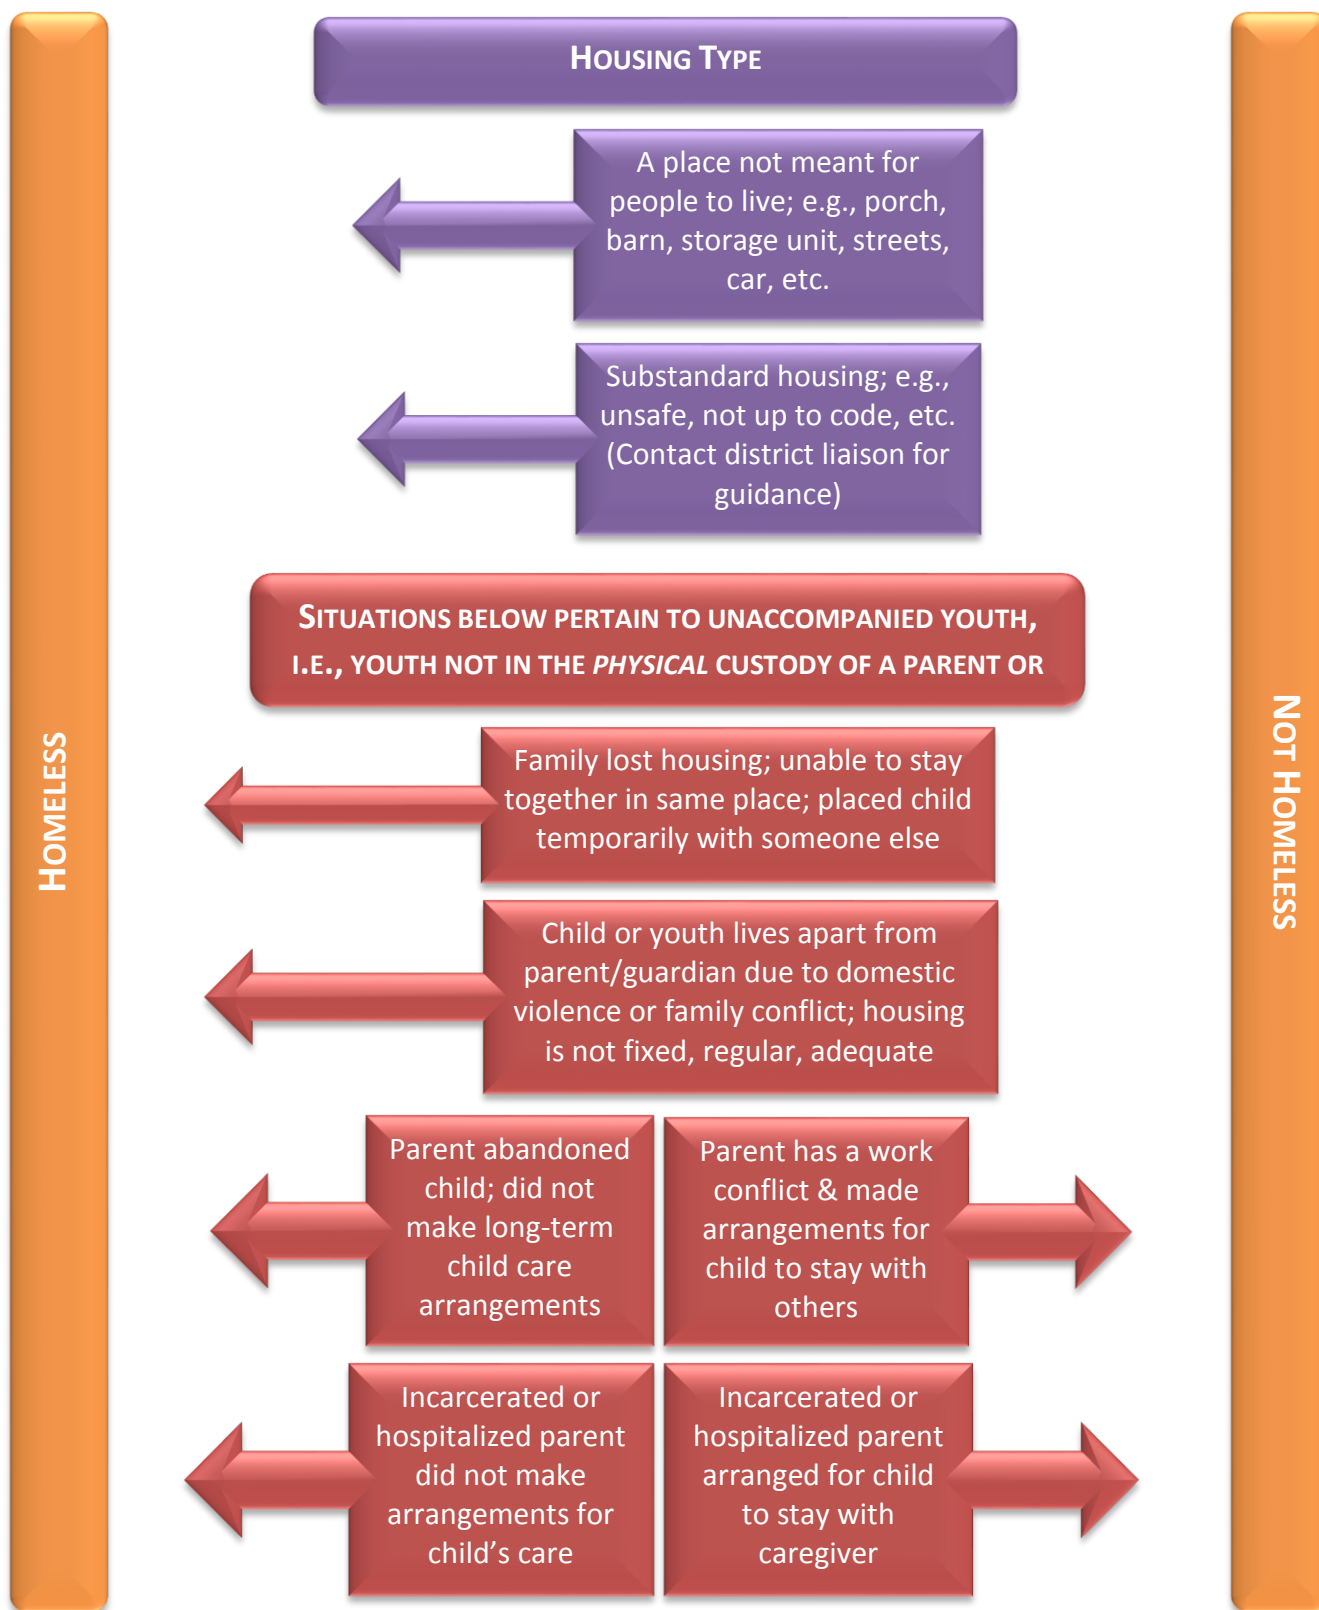 HOUSING TYPE
A place not meant for
people to live; e.g., porch,
barn, storage unit, streets,
car, etc.
Substandard housing; e.g.,
unsafe, not up to code, etc.
(Contact district liaison for
guidance)
SITUATIONS BELOW PERTAIN TO UNACCOMPANIED YOUTH,
I.E., YOUTH NOT IN THE PHYSICAL CUSTODY OF A PARENT OR
HOMELESS
NOT HOMELESS
Family lost housing; unable to stay
together in same place; placed child
temporarily with someone else
Child or youth lives apart from
parent/guardian due to domestic
violence or family conflict; housing
is not fixed, regular, adequate
Parent abandoned
child; did not
make long-term
child care
arrangements
Parent has a work
conflict & made
arrangements for
child to stay with
others
Incarcerated or
hospitalized parent
did not make
arrangements for
child's care
Incarcerated or
hospitalized parent
arranged for child
to stay with
caregiver